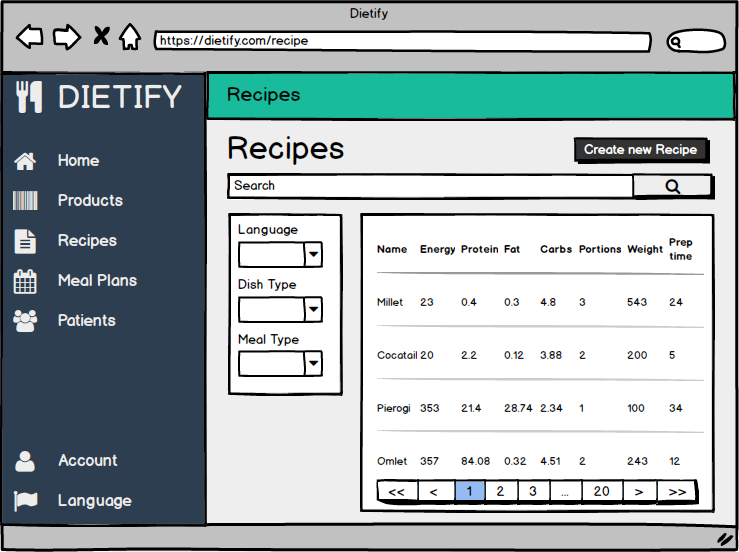 Dietify
https://dietify.com/recipe
DIETIFY
Home
Products
Recipes
Meal Plans
Patients
Account
Language
Recipes
Recipes
Create new Recipe
Search
Language
Dish Type
Meal Type
Name Energy Protein Fat Carbs Portions Weight Prep time
Millet 23 0.4 0.3 4.8 3 543 24
Cocatail 20 2.2 0.12 3.88 2 200 5
Pierogi 353 21.4 28.74 2.34 1 100 34
Omlet 357 84.08 0.32 4.51 2 243 12
<< < 1 2 3 ... 20 > >>